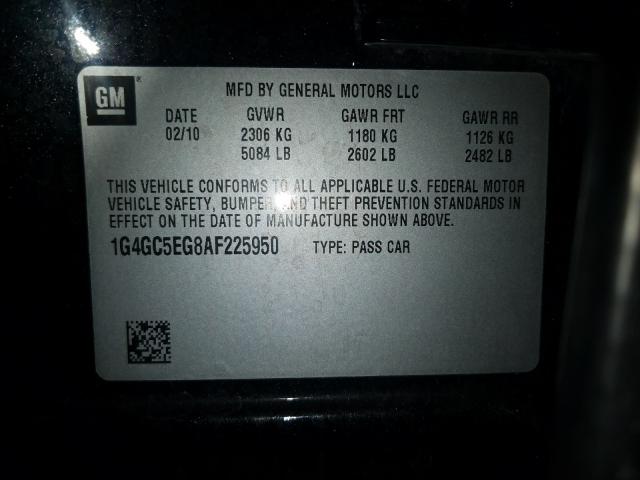 GM
MFD BY GENERAL MOTORS LLC
DATE GVWR GAWR FRT GAWR RR
02/10 2306 KG 1180 KG 1126 KG
5084 LB 2602 LB 2482 LB
THIS VEHICLE CONFORMS TO ALL APPLICABLE U.S. FEDERAL MOTOR
VEHICLE SAFETY, BUMPER, AND THEFT PREVENTION STANDARDS IN
EFFECT ON THE DATE OF MANUFACTURE SHOWN ABOVE.
1G4GC5EG8AF225950 TYPE: PASS CAR